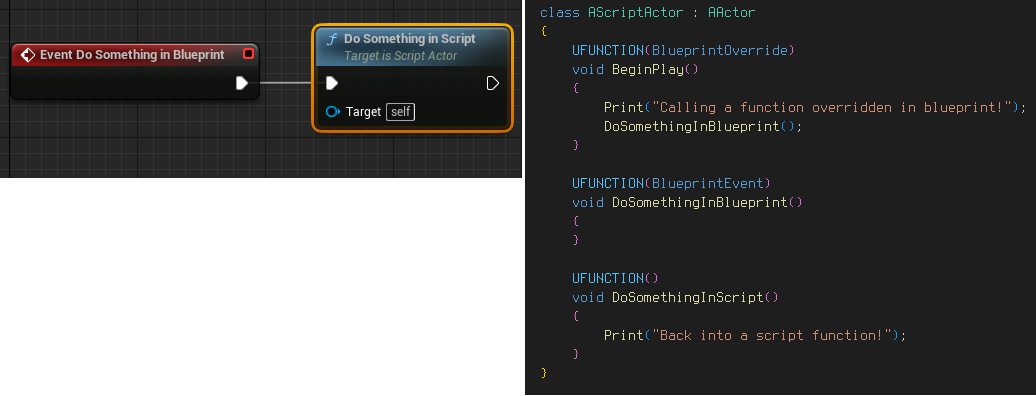 Event Do Something in Blueprint
f Do Something in Script
Target is Script Actor
Target self
class AScriptActor : AActor
{
    UFUNCTION(BlueprintOverride)
    void BeginPlay()
    {
        Print("Calling a function overridden in blueprint!");
        DoSomethingInBlueprint();
    }

    UFUNCTION(BlueprintEvent)
    void DoSomethingInBlueprint()
    {
    }

    UFUNCTION()
    void DoSomethingInScript()
    {
        Print("Back into a script function!");
    }
}